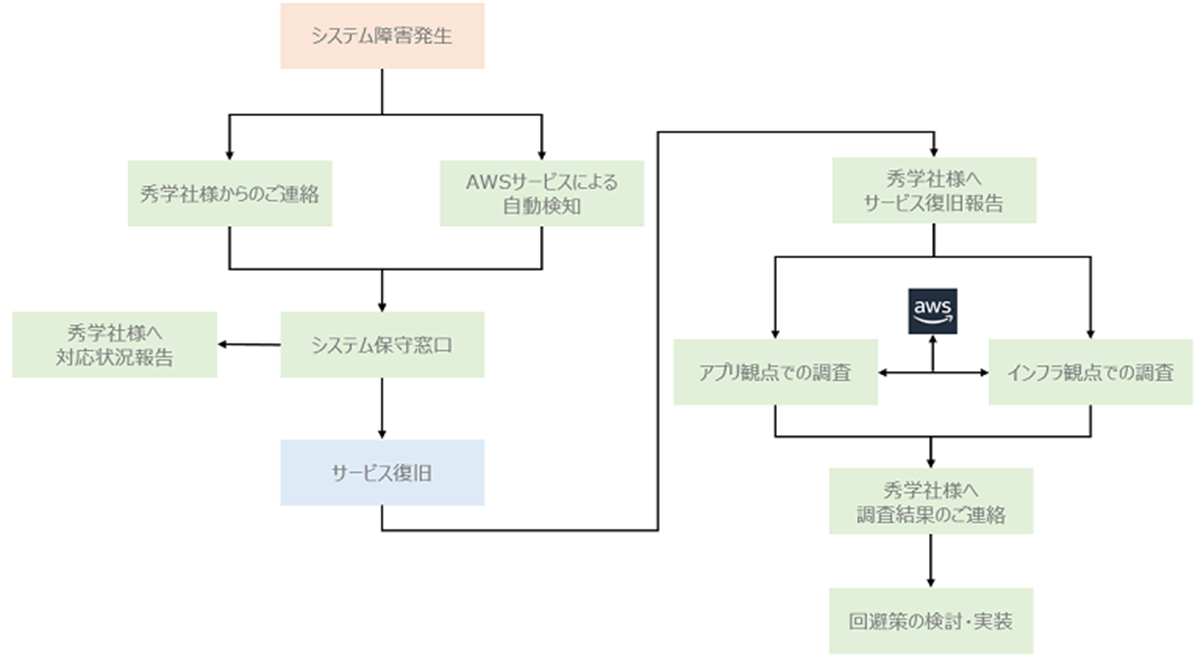 システム障害発生
秀学社様からのご連絡
AWSサービスによる
自動検知
秀学社様へ
対応状況報告
システム保守窓口
サービス復旧
秀学社様へ
サービス復旧報告
aws
アプリ観点での調査
インフラ観点での調査
秀学社様へ
調査結果のご連絡
回避策の検討・実装